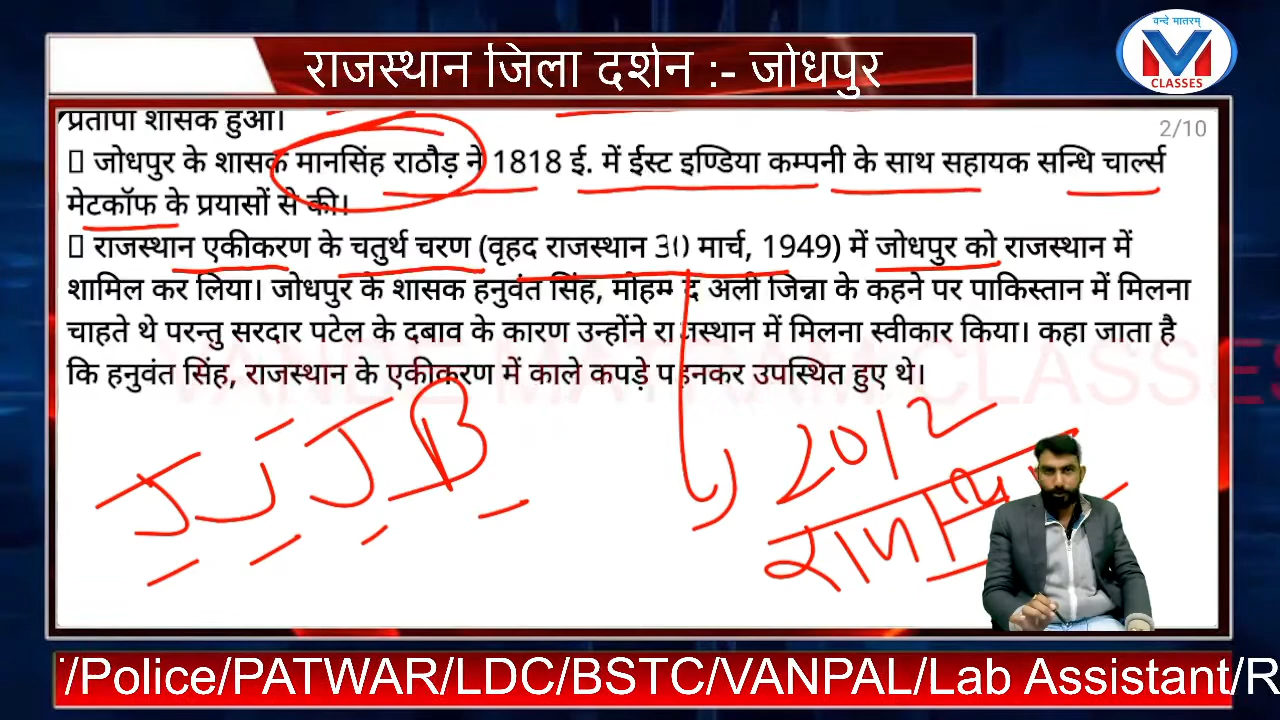 वन्दे मातरम्
CLASSES
राजस्थान जिला दर्शन :- जोधपुर
2/10
प्रतापी शासक हुआ।
जोधपुर के शासक मानसिंह राठौड़ ने 1818 ई. में ईस्ट इण्डिया कम्पनी के साथ सहायक सन्धि चार्ल्स
मेटकॉफ के प्रयासों से की।
राजस्थान एकीकरण के चतुर्थ चरण (वृहद राजस्थान 30 मार्च, 1949) में जोधपुर को राजस्थान में
शामिल कर लिया। जोधपुर के शासक हनुवंत सिंह, मोहम्मद अली जिन्ना के कहने पर पाकिस्तान में मिलना
चाहते थे परन्तु सरदार पटेल के दबाव के कारण उन्होंने राजस्थान में मिलना स्वीकार किया। कहा जाता है
कि हनुवंत सिंह, राजस्थान के एकीकरण में काले कपड़े पहनकर उपस्थित हुए थे।
VANDE MATRAM CLASSES
J J J B
2012
/Police/PATWAR/LDC/BSTC/VANPAL/Lab Assistant/R